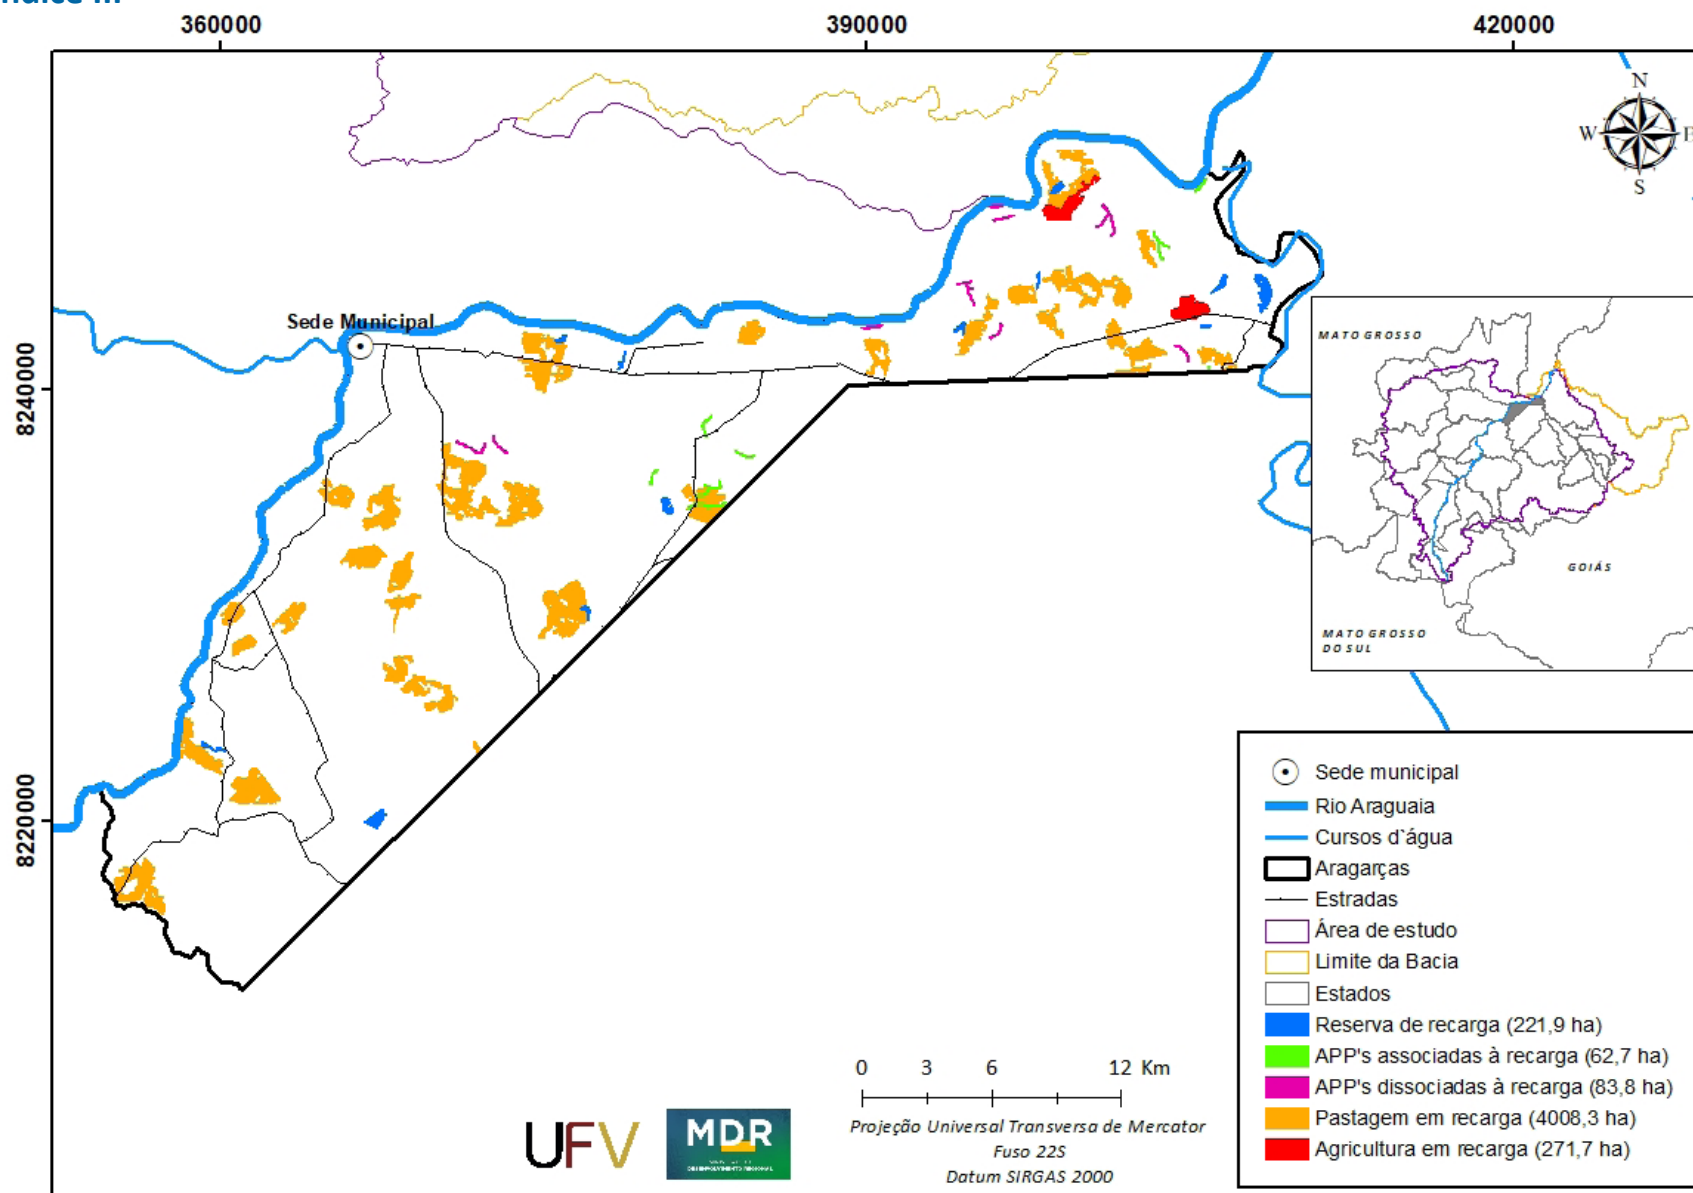 360000
390000
420000
N
W
S
Sede Municipal
8240000
8220000
MATO GROSSO
GOIÁS
MATO GROSSO
DO SUL
Sede municipal
Rio Araguaia
Cursos d`água
Aragarças
Estradas
Área de estudo
Limite da Bacia
Estados
Reserva de recarga (221,9 ha)
APP's associadas à recarga (62,7 ha)
APP's dissociadas à recarga (83,8 ha)
Pastagem em recarga (4008,3 ha)
Agricultura em recarga (271,7 ha)
0 3 6 12 Km
Projeção Universal Transversa de Mercator
Fuso 22S
Datum SIRGAS 2000
UFV
MDR
DESENVOLVIMENTO REGIONAL